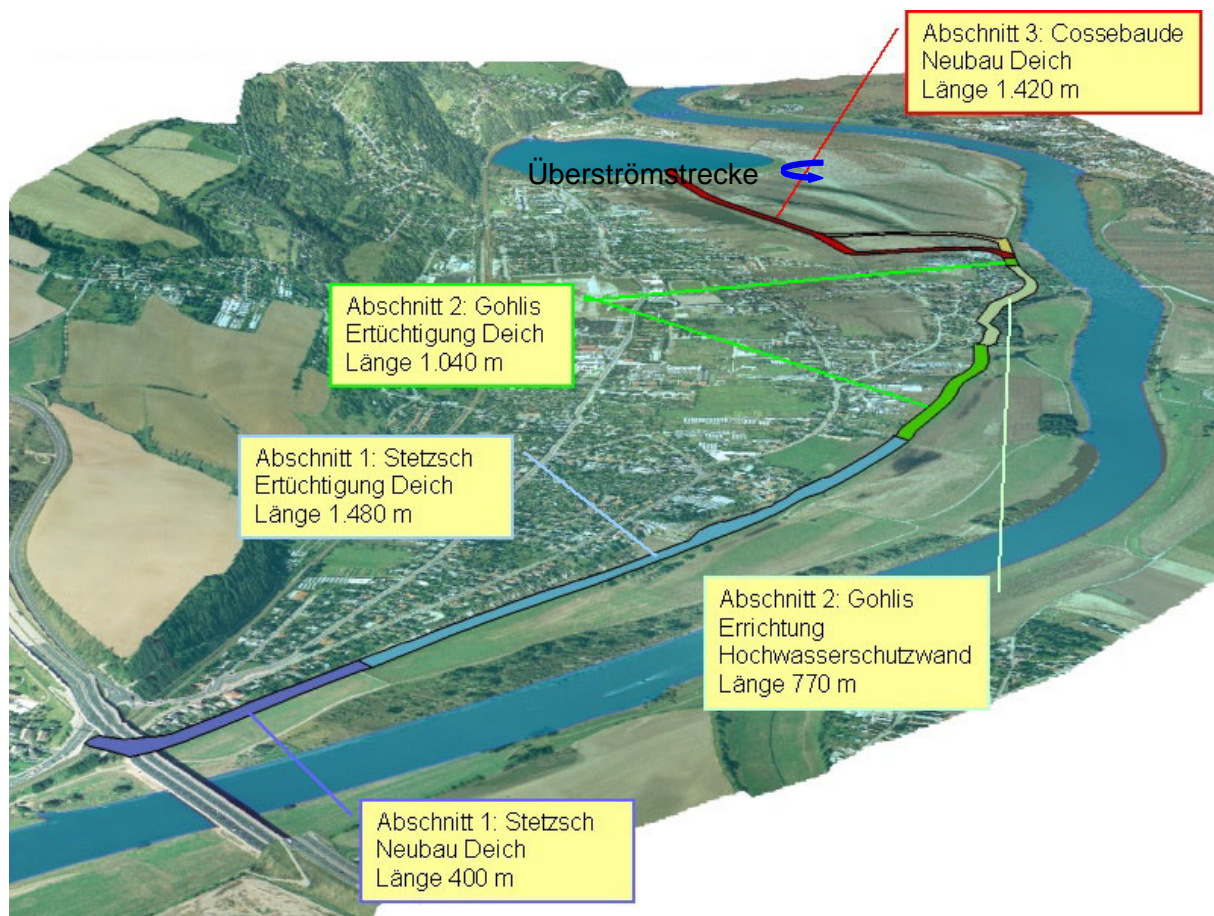 Abschnitt 3: Cossebaude
Neubau Deich
Länge 1.420 m
Überströmstrecke
Abschnitt 2: Gohlis
Ertüchtigung Deich
Länge 1.040 m
Abschnitt 1: Stetzsch
Ertüchtigung Deich
Länge 1.480 m
Abschnitt 2: Gohlis
Errichtung
Hochwasserschutzwand
Länge 770 m
Abschnitt 1: Stetzsch
Neubau Deich
Länge 400 m